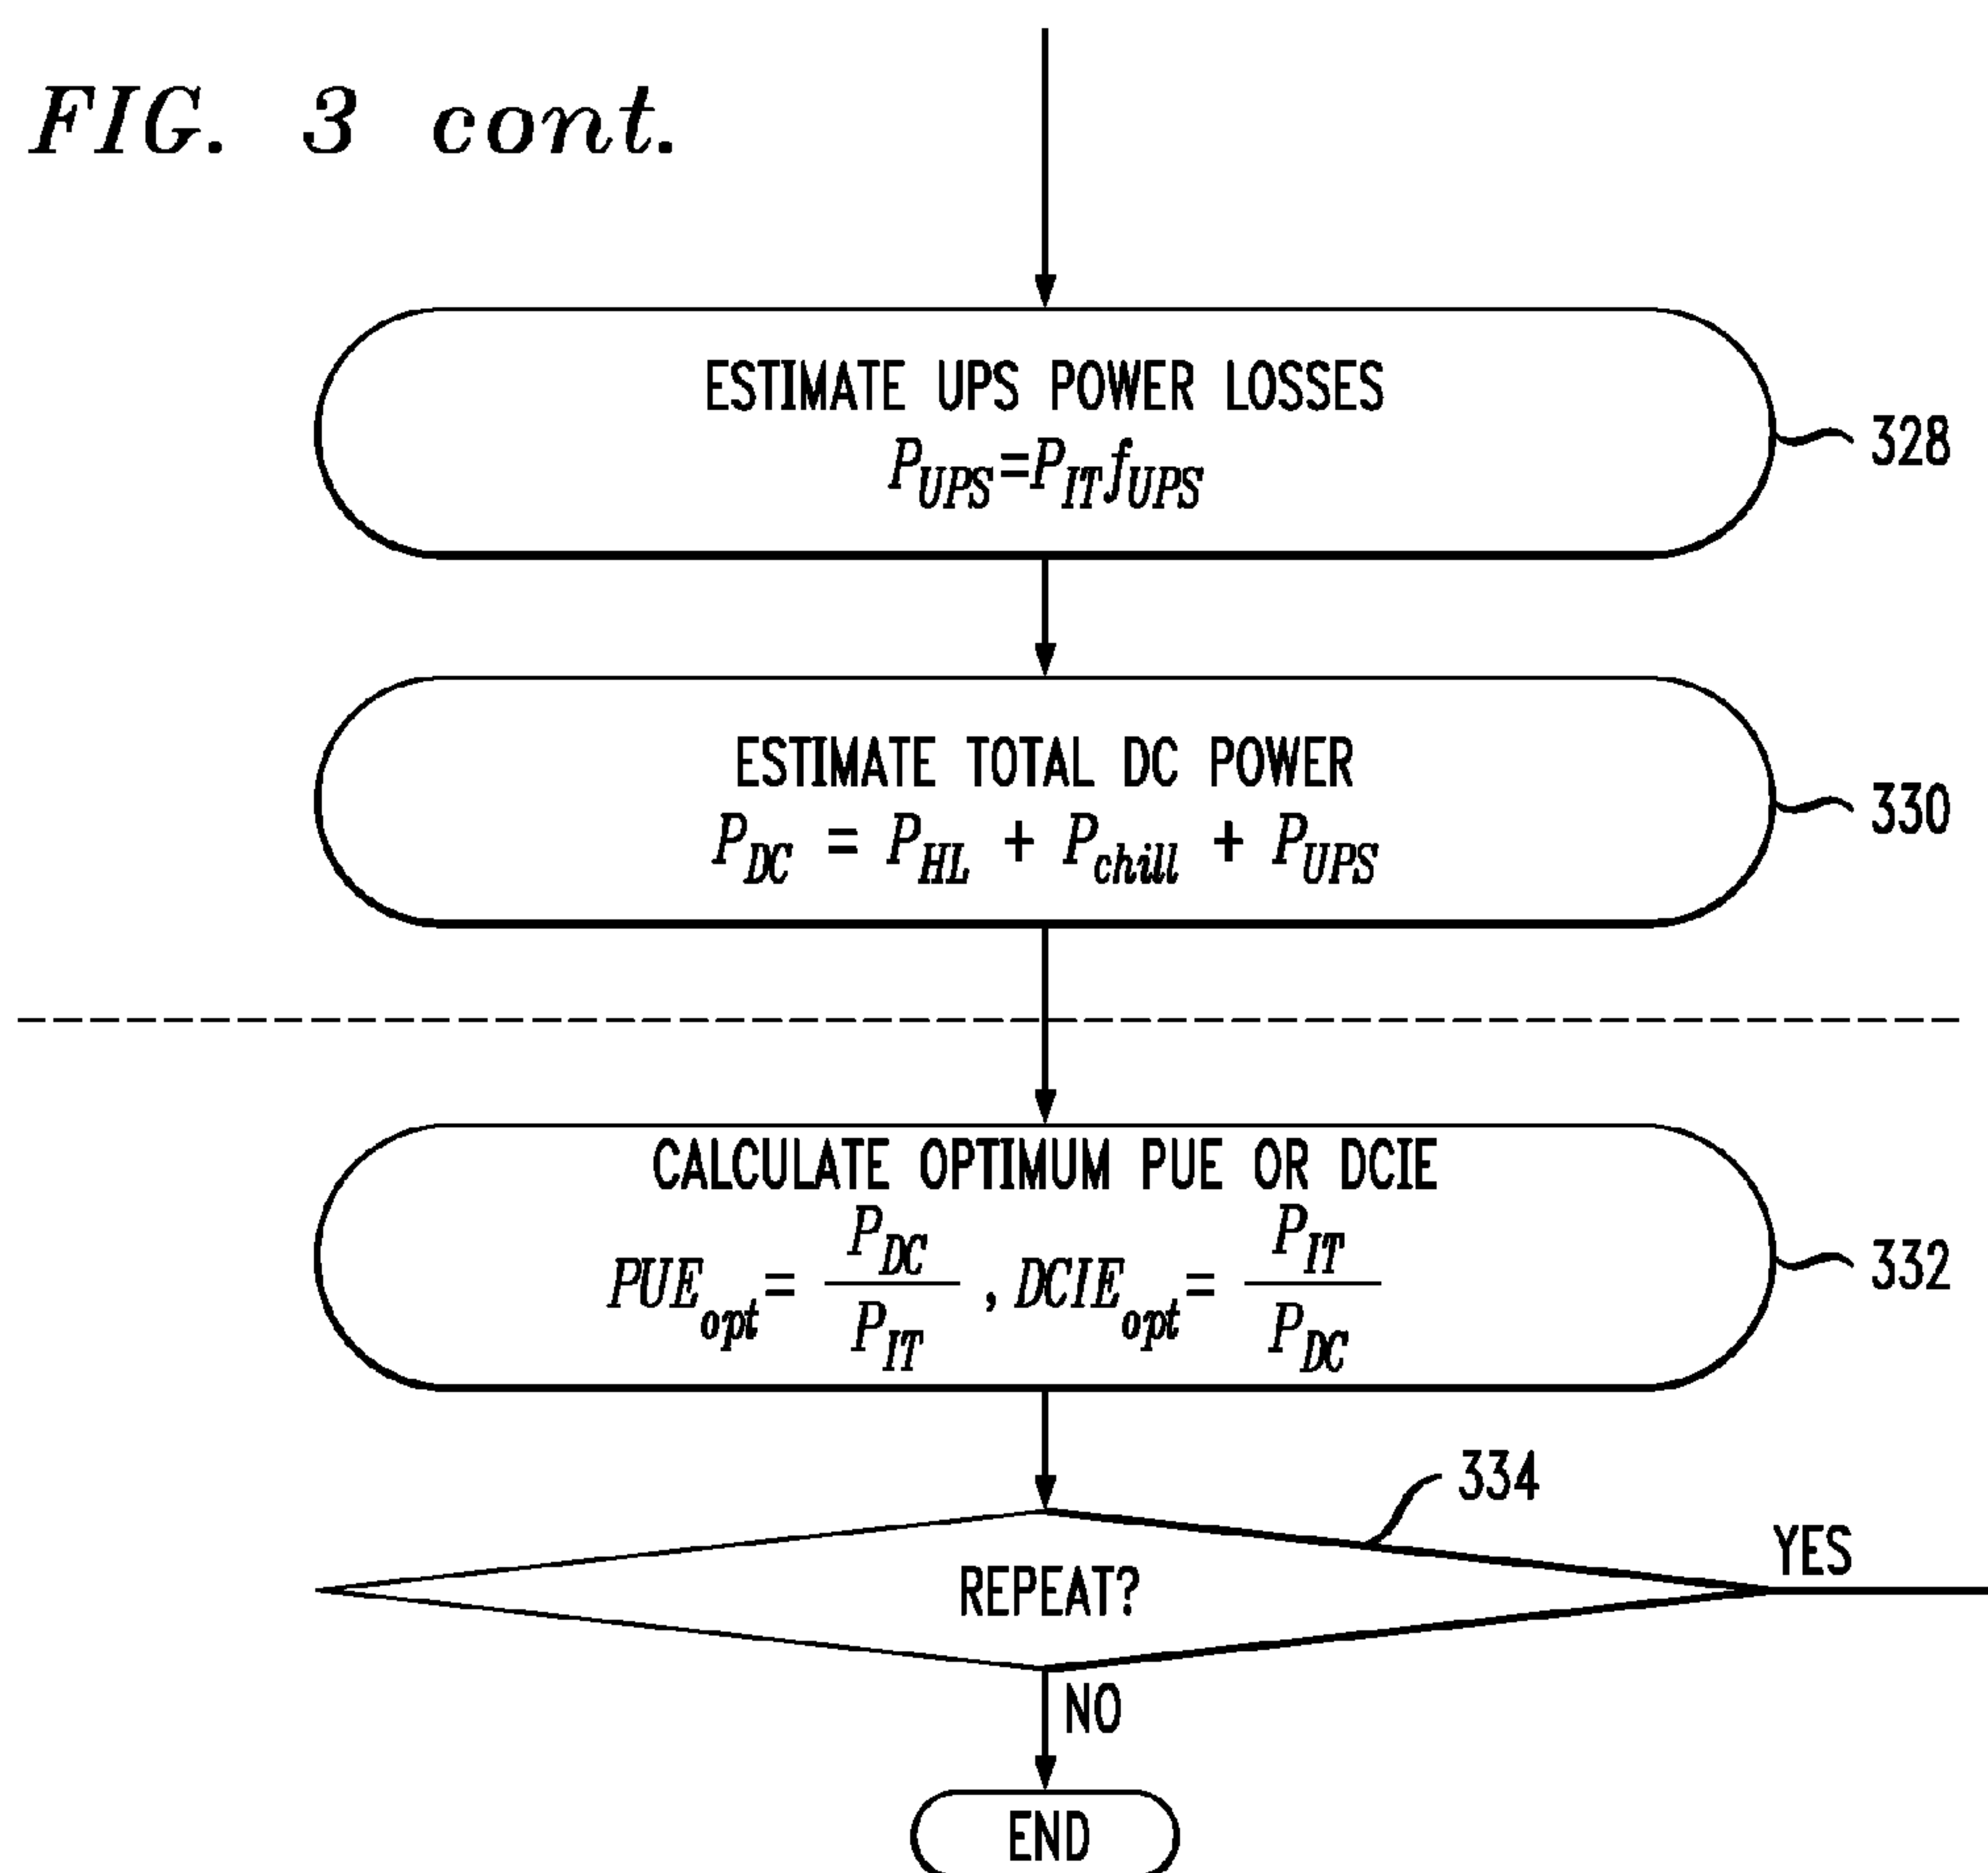 FIG. 3 cont.
ESTIMATE UPS POWER LOSSES
P_UPS=P_IT f_UPS
328
ESTIMATE TOTAL DC POWER
P_DC = P_HL + P_chill + P_UPS
330
CALCULATE OPTIMUM PUE OR DCIE
PUE_opt = P_DC / P_IT , DCIE_opt = P_IT / P_DC
332
334
REPEAT?
YES
NO
END